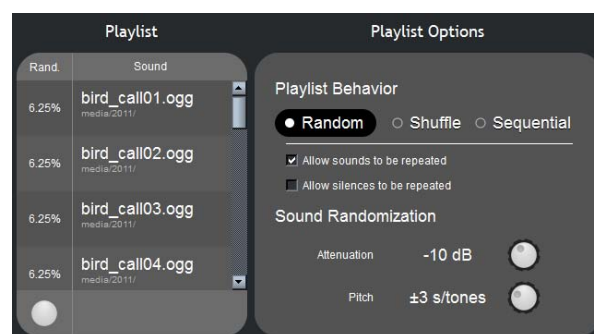 Playlist
Rand. Sound
6.25% bird_call01.ogg
media/2011/
6.25% bird_call02.ogg
media/2011/
6.25% bird_call03.ogg
media/2011/
6.25% bird_call04.ogg
media/2011/
Playlist Options
Playlist Behavior
Random Shuffle Sequential
Allow sounds to be repeated
Allow silences to be repeated
Sound Randomization
Attenuation -10 dB
Pitch ±3 s/tones